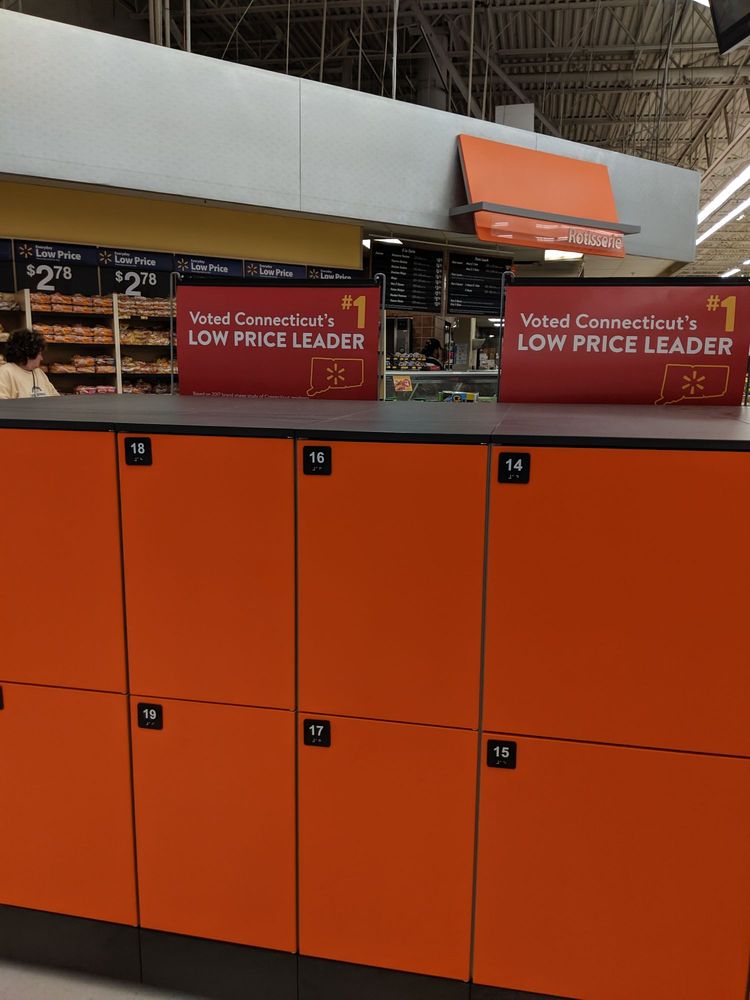 Rotisserie
Everyday
Low Price
$2 78
Everyday
Low Price
$2 78
Everyday
Low Price
Everyday
Low Price
Everyday
Low Price
#1
Voted Connecticut's
LOW PRICE LEADER
#1
Voted Connecticut's
LOW PRICE LEADER
18
16
14
19
17
15